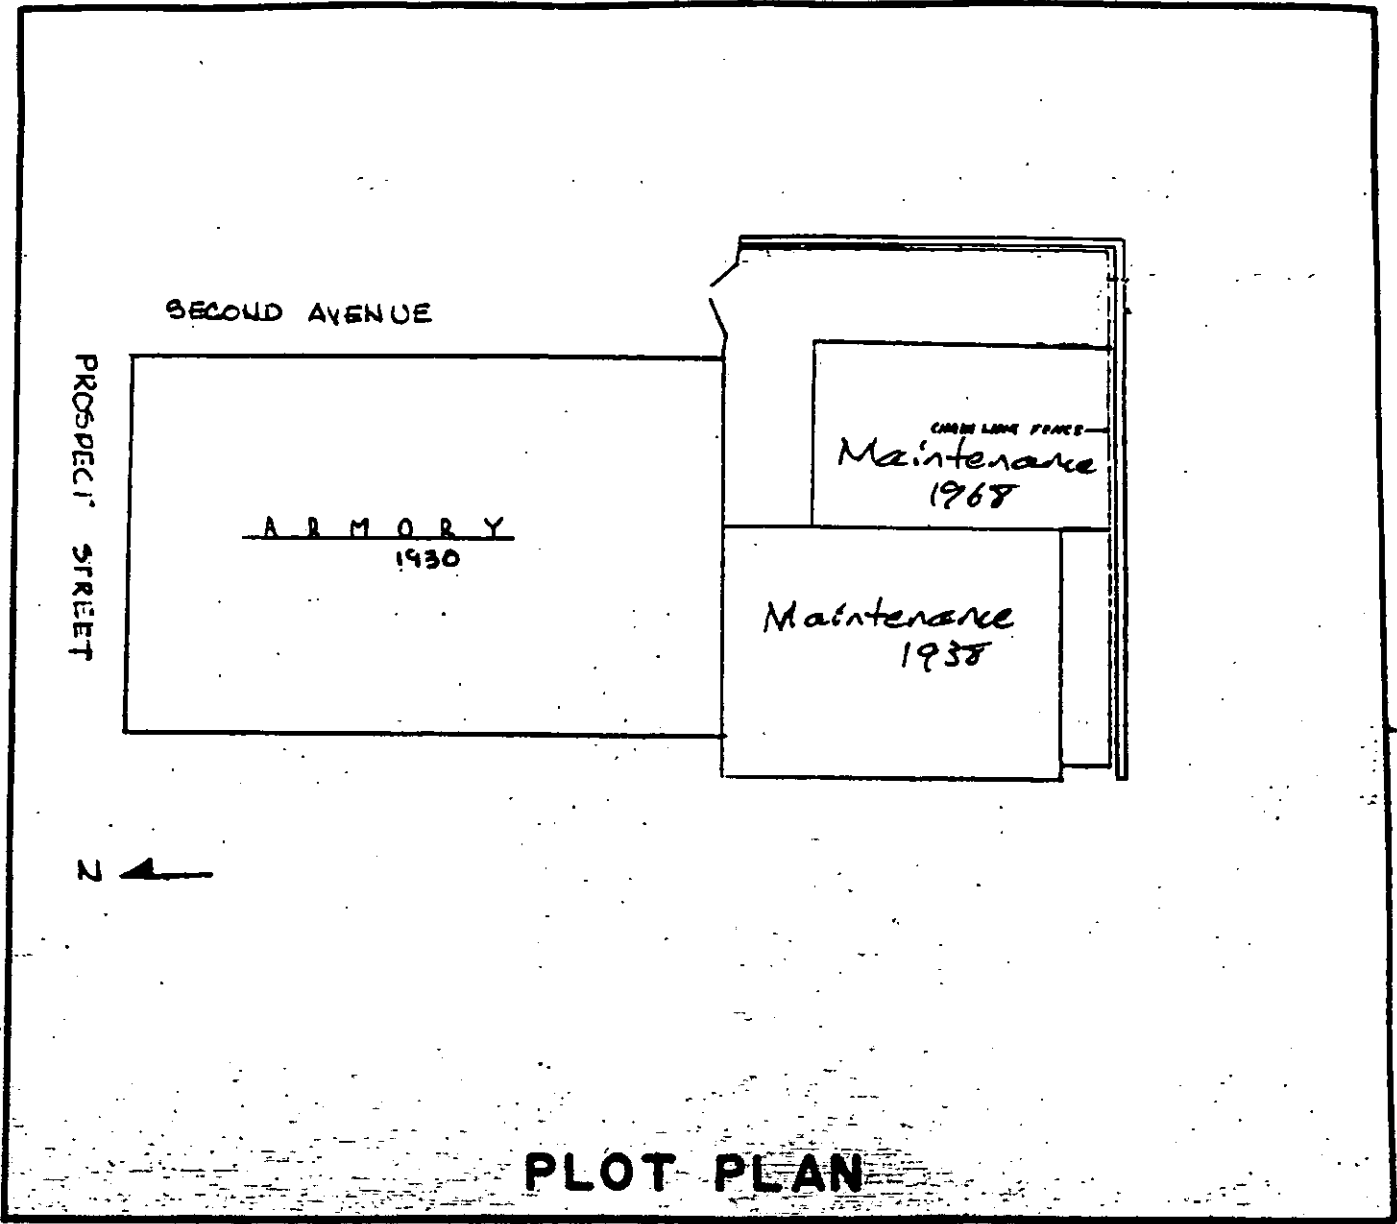 SECOND AVENUE
PROSPECT STREET
ARMORY
1930
CHAIN LINK FENCE
Maintenance
1968
Maintenance
1938
N
PLOT PLAN